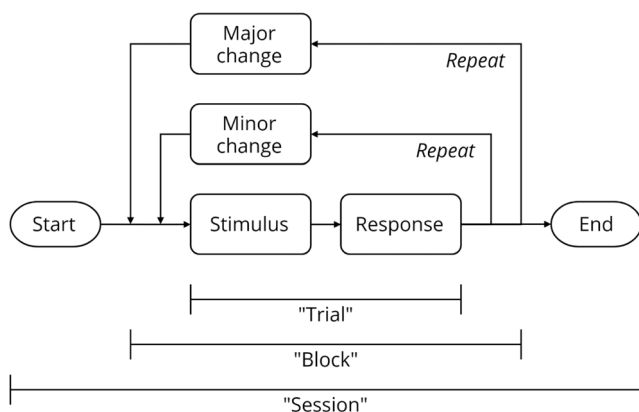 Major
change
Repeat
Minor
change
Repeat
Start
Stimulus
Response
End
"Trial"
"Block"
"Session"